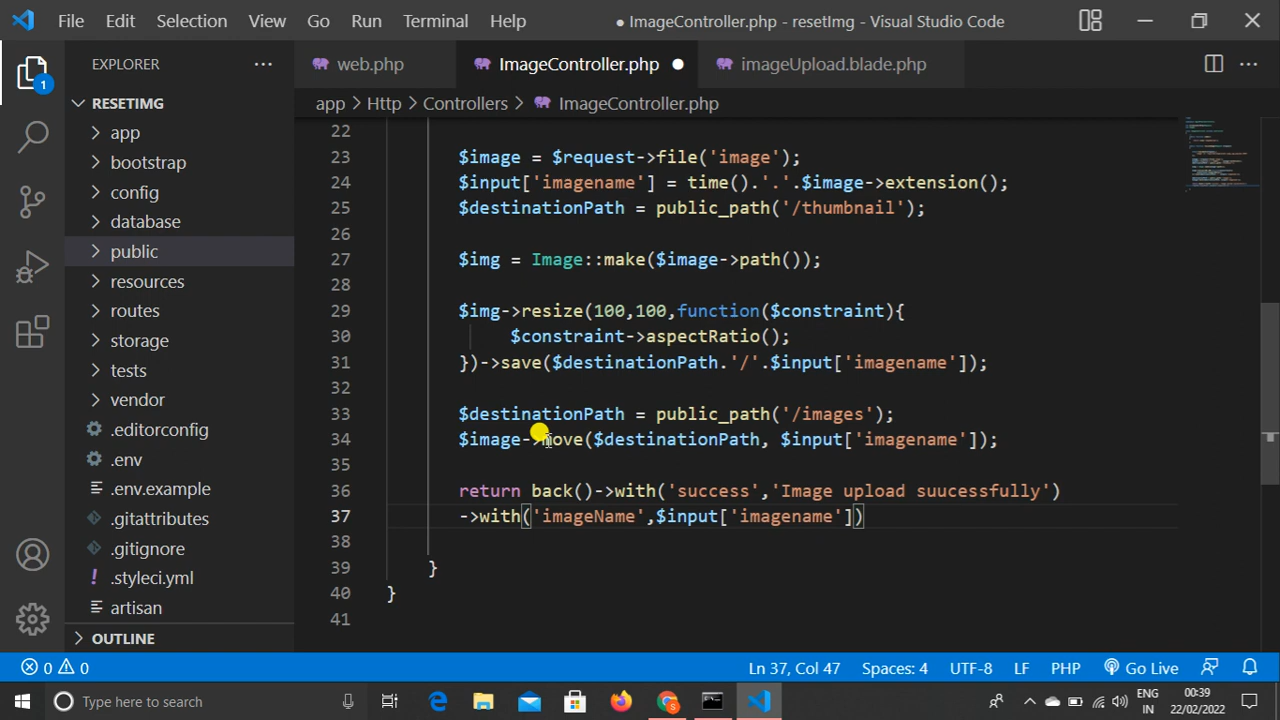 File Edit Selection View Go Run Terminal Help
● ImageController.php - resetImg - Visual Studio Code
EXPLORER
web.php
ImageController.php
imageUpload.blade.php
RESETIMG
app > Http > Controllers > ImageController.php
app
bootstrap
config
database
public
resources
routes
storage
tests
vendor
.editorconfig
.env
.env.example
.gitattributes
.gitignore
.styleci.yml
artisan
OUTLINE
1
22
23 $image = $request->file('image');
24 $input['imagename'] = time().'.'.$image->extension();
25 $destinationPath = public_path('/thumbnail');
26
27 $img = Image::make($image->path());
28
29 $img->resize(100,100,function($constraint){
30 $constraint->aspectRatio();
31 })->save($destinationPath.'/'.$input['imagename']);
32
33 $destinationPath = public_path('/images');
34 $image->move($destinationPath, $input['imagename']);
35
36 return back()->with('success','Image upload suucessfully')
37 ->with('imageName',$input['imagename'])
38
39 }
40 }
41
0 0 Ln 37, Col 47 Spaces: 4 UTF-8 LF PHP Go Live
Type here to search
ENG
IN
00:39
22/02/2022